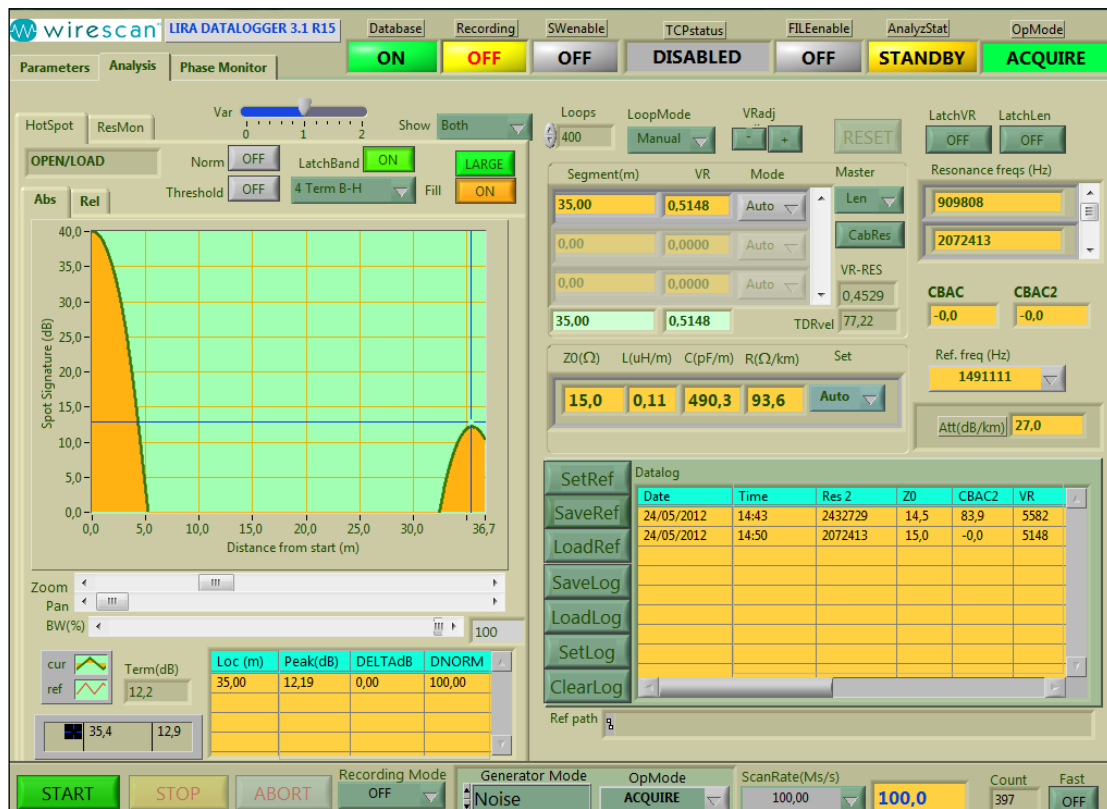 wirescan LIRA DATALOGGER 3.1 R15
Database Recording SWenable TCPstatus FILEenable AnalyzStat OpMode
ON OFF OFF DISABLED OFF STANDBY ACQUIRE
Parameters Analysis Phase Monitor
HotSpot ResMon
Var
0 1 2
Show Both
OPEN/LOAD
Norm OFF LatchBand ON LARGE
Threshold OFF 4 Term B-H Fill ON
Abs Rel
Spot Signature (dB)
40,0
35,0
30,0
25,0
20,0
15,0
10,0
5,0
0,0
0,0 5,0 10,0 15,0 20,0 25,0 30,0 36,7
Distance from start (m)
Zoom
Pan
BW(%) 100
cur
ref
Term(dB)
12,2
Loc (m) Peak(dB) DELTAdB DNORM
35,00 12,19 0,00 100,00
35,4 12,9
Loops LoopMode VRadj
400 Manual - + RESET
LatchVR LatchLen
OFF OFF
Segment(m) VR Mode Master
35,00 0,5148 Auto Len
0,00 0,0000 Auto CabRes
0,00 0,0000 Auto
VR-RES
0,4529
35,00 0,5148 TDRvel 77,22
Resonance freqs (Hz)
909808
2072413
CBAC CBAC2
-0,0 -0,0
Z0(Ω) L(uH/m) C(pF/m) R(Ω/km) Set
15,0 0,11 490,3 93,6 Auto
Ref. freq (Hz)
1491111
Att(dB/km) 27,0
SetRef
SaveRef
LoadRef
SaveLog
LoadLog
SetLog
ClearLog
Datalog
Date Time Res 2 Z0 CBAC2 VR
24/05/2012 14:43 2432729 14,5 83,9 5582
24/05/2012 14:50 2072413 15,0 -0,0 5148
Ref path
START STOP ABORT
Recording Mode
OFF
Generator Mode
Noise
OpMode
ACQUIRE
ScanRate(Ms/s)
100,00 100,0
Count
397
Fast
OFF